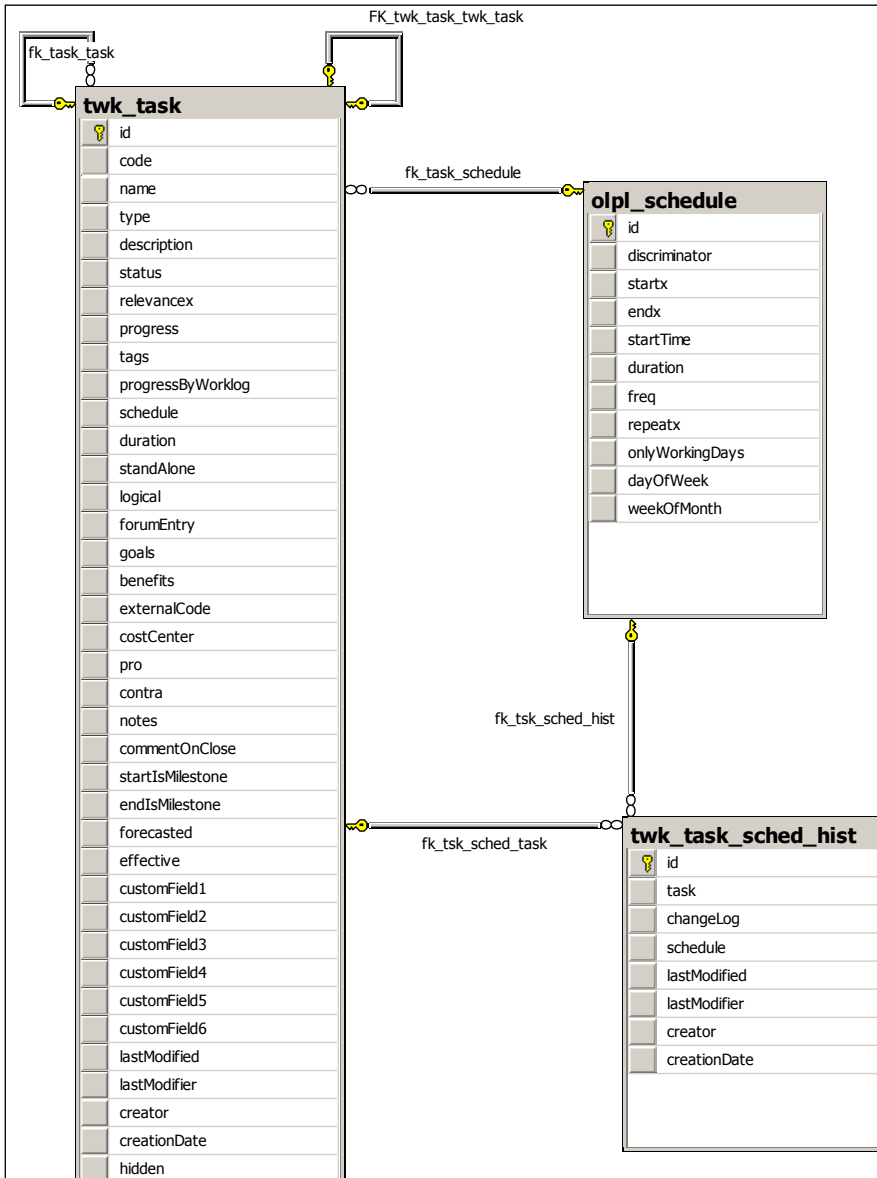 FK_twk_task_twk_task
fk_task_task
twk_task
id
code
name
type
description
status
relevancex
progress
tags
progressByWorklog
schedule
duration
standAlone
logical
forumEntry
goals
benefits
externalCode
costCenter
pro
contra
notes
commentOnClose
startIsMilestone
endIsMilestone
forecasted
effective
customField1
customField2
customField3
customField4
customField5
customField6
lastModified
lastModifier
creator
creationDate
hidden
fk_task_schedule
olpl_schedule
id
discriminator
startx
endx
startTime
duration
freq
repeatx
onlyWorkingDays
dayOfWeek
weekOfMonth
fk_tsk_sched_hist
fk_tsk_sched_task
twk_task_sched_hist
id
task
changeLog
schedule
lastModified
lastModifier
creator
creationDate